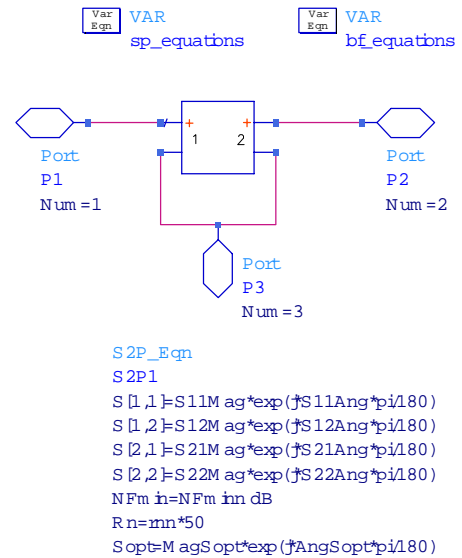 Var
Eqn
VAR
sp_equations
Var
Eqn
VAR
bf_equations
+ +
1 2
Port
P1
Num=1
Port
P2
Num=2
Port
P3
Num=3
S2P_Eqn
S2P1
S[1,1]=S11Mag*exp(j*S11Ang*pi/180)
S[1,2]=S12Mag*exp(j*S12Ang*pi/180)
S[2,1]=S21Mag*exp(j*S21Ang*pi/180)
S[2,2]=S22Mag*exp(j*S22Ang*pi/180)
NFmin=NFminn dB
Rn=rnn*50
Sopt=MagSopt*exp(j*AngSopt*pi/180)